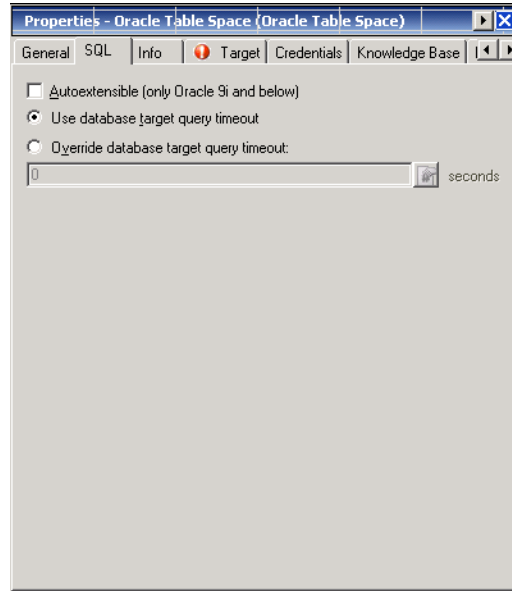 Properties - Oracle Table Space (Oracle Table Space)
General SQL Info Target Credentials Knowledge Base
Autoextensible (only Oracle 9i and below)
Use database target query timeout
Override database target query timeout:
0 seconds